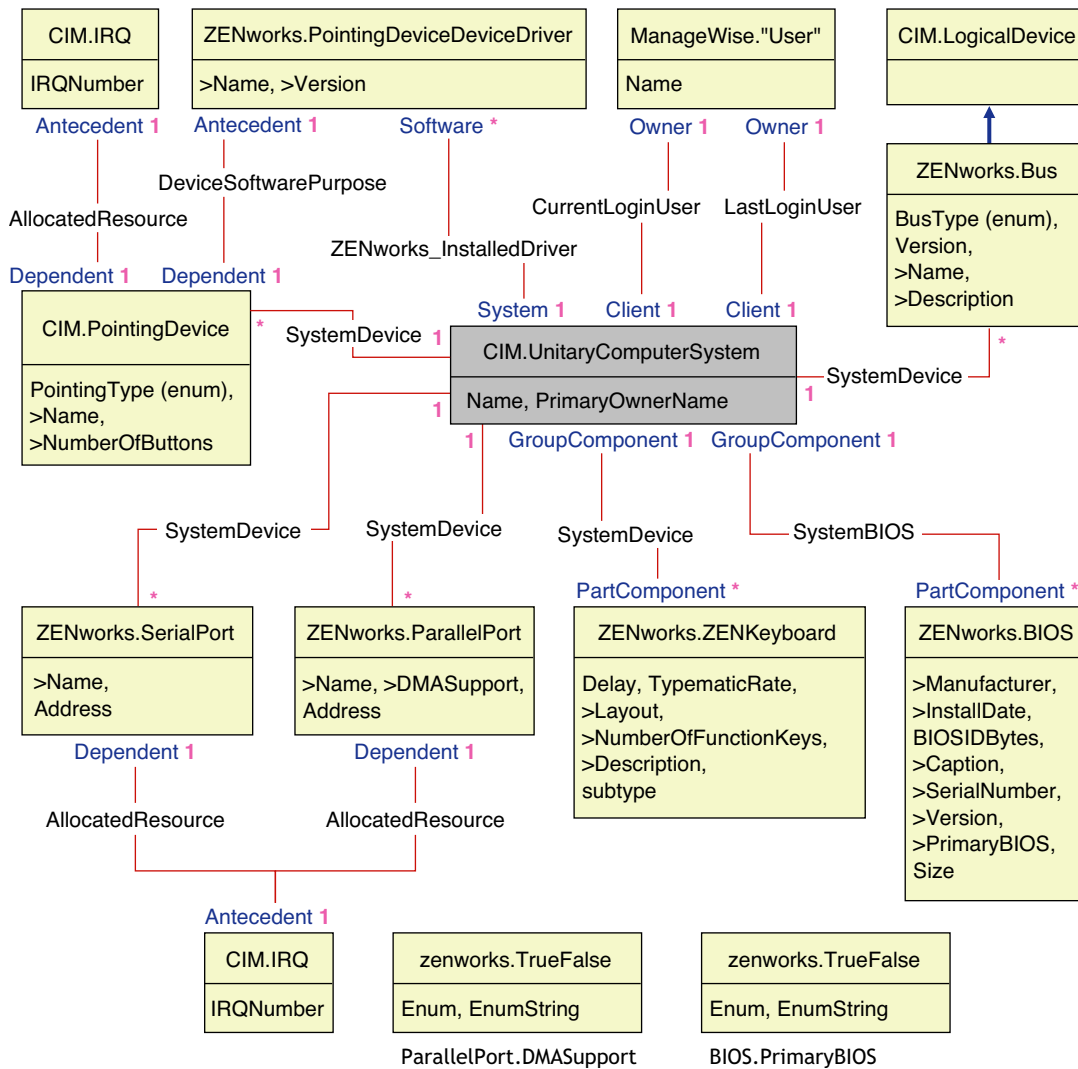 CIM.IRQ
IRQNumber
ZENworks.PointingDeviceDeviceDriver
>Name, >Version
ManageWise."User"
Name
CIM.LogicalDevice
Antecedent 1
Antecedent 1
Software *
Owner 1
Owner 1
DeviceSoftwarePurpose
AllocatedResource
ZENworks_InstalledDriver
CurrentLoginUser
LastLoginUser
ZENworks.Bus
BusType (enum),
Version,
>Name,
>Description
*
Dependent 1
Dependent 1
System 1
Client 1
Client 1
CIM.PointingDevice
PointingType (enum),
>Name,
>NumberOfButtons
*
SystemDevice
1
CIM.UnitaryComputerSystem
Name, PrimaryOwnerName
SystemDevice
1
1
1
GroupComponent 1
GroupComponent 1
SystemDevice
SystemDevice
SystemDevice
SystemBIOS
*
*
PartComponent *
PartComponent *
ZENworks.SerialPort
>Name,
Address
ZENworks.ParallelPort
>Name, >DMASupport,
Address
ZENworks.ZENKeyboard
Delay, TypematicRate,
>Layout,
>NumberOfFunctionKeys,
>Description,
subtype
ZENworks.BIOS
>Manufacturer,
>InstallDate,
BIOSIDBytes,
>Caption,
>SerialNumber,
>Version,
>PrimaryBIOS,
Size
Dependent 1
Dependent 1
AllocatedResource
AllocatedResource
Antecedent 1
CIM.IRQ
IRQNumber
zenworks.TrueFalse
Enum, EnumString
ParallelPort.DMASupport
zenworks.TrueFalse
Enum, EnumString
BIOS.PrimaryBIOS